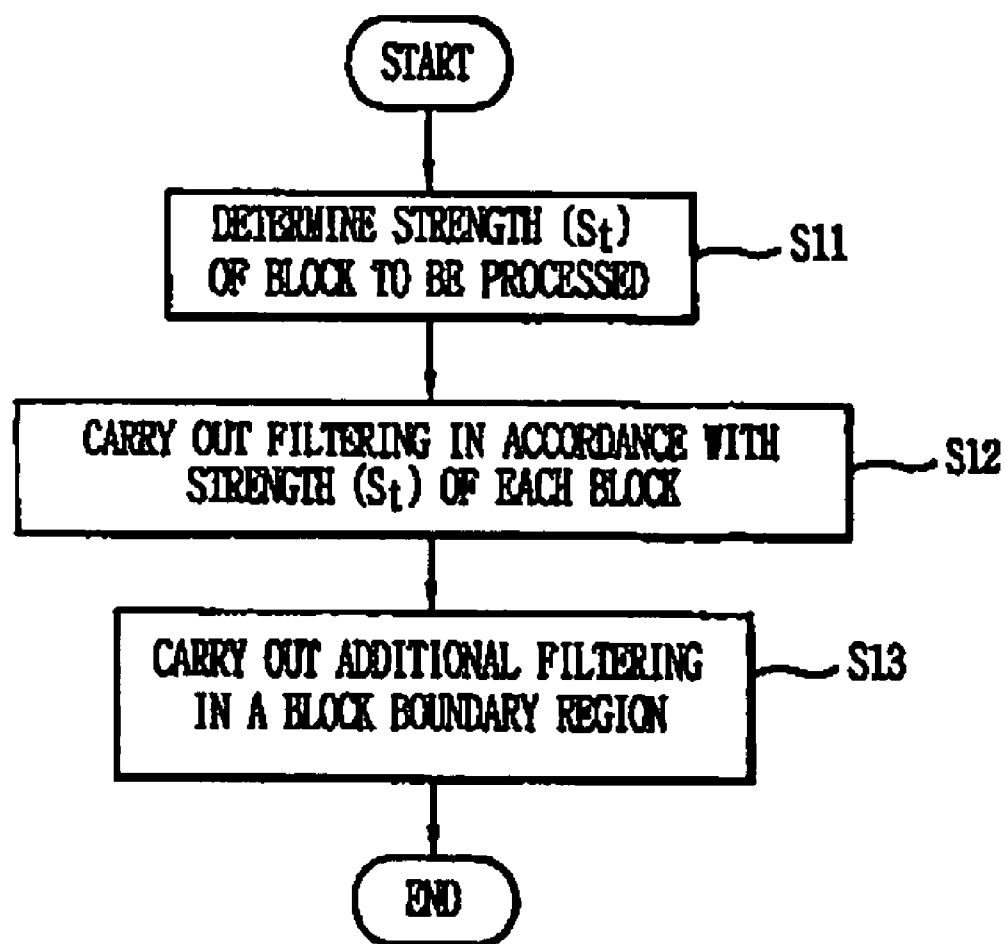 START
DETERMINE STRENGTH (St)
OF BLOCK TO BE PROCESSED
S11
CARRY OUT FILTERING IN ACCORDANCE WITH
STRENGTH (St) OF EACH BLOCK
S12
CARRY OUT ADDITIONAL FILTERING
IN A BLOCK BOUNDARY REGION
S13
END